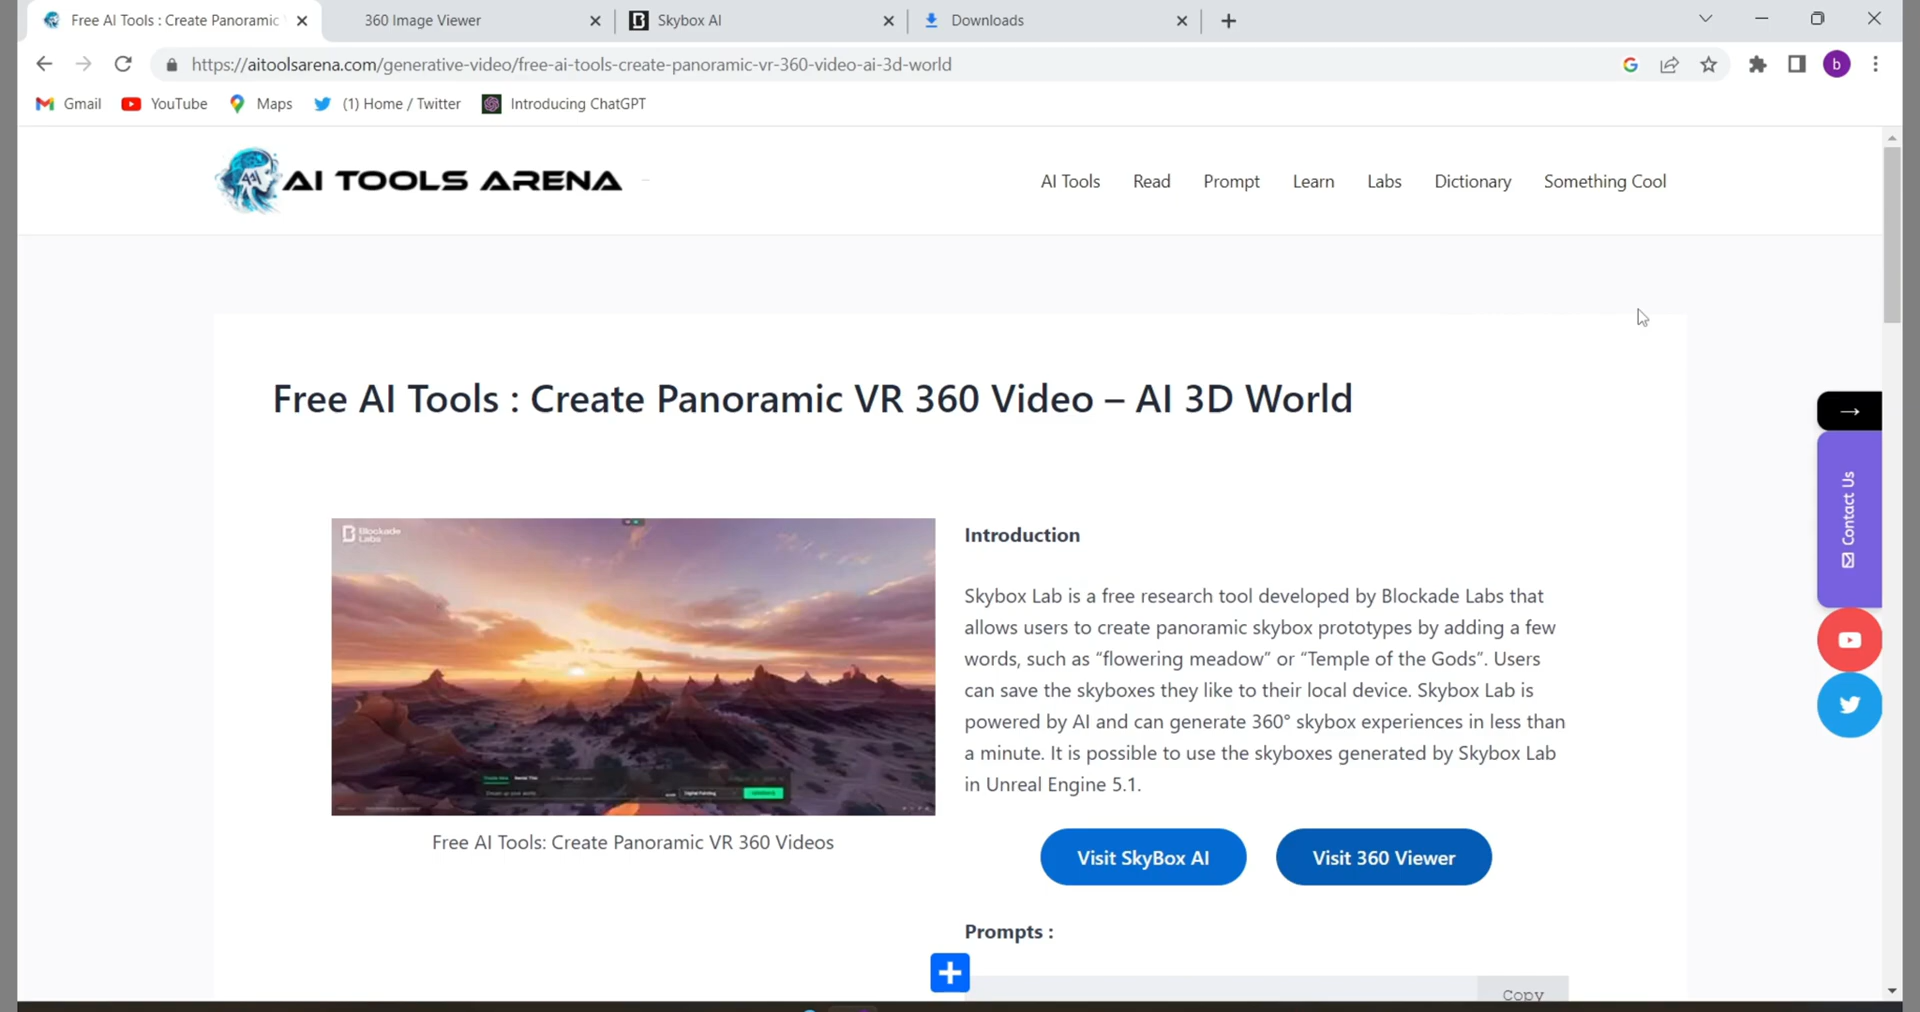 Free AI Tools : Create Panoramic
360 Image Viewer
Skybox AI
Downloads
https://aitoolsarena.com/generative-video/free-ai-tools-create-panoramic-vr-360-video-ai-3d-world
b
Gmail
YouTube
Maps
(1) Home / Twitter
Introducing ChatGPT
AI TOOLS ARENA
AI Tools
Read
Prompt
Learn
Labs
Dictionary
Something Cool
Free AI Tools : Create Panoramic VR 360 Video – AI 3D World
Blockade
Labs
Introduction
Skybox Lab is a free research tool developed by Blockade Labs that
allows users to create panoramic skybox prototypes by adding a few
words, such as “flowering meadow” or “Temple of the Gods”. Users
can save the skyboxes they like to their local device. Skybox Lab is
powered by AI and can generate 360° skybox experiences in less than
a minute. It is possible to use the skyboxes generated by Skybox Lab
in Unreal Engine 5.1.
Free AI Tools: Create Panoramic VR 360 Videos
Visit SkyBox AI
Visit 360 Viewer
Prompts :
Copy
Contact Us